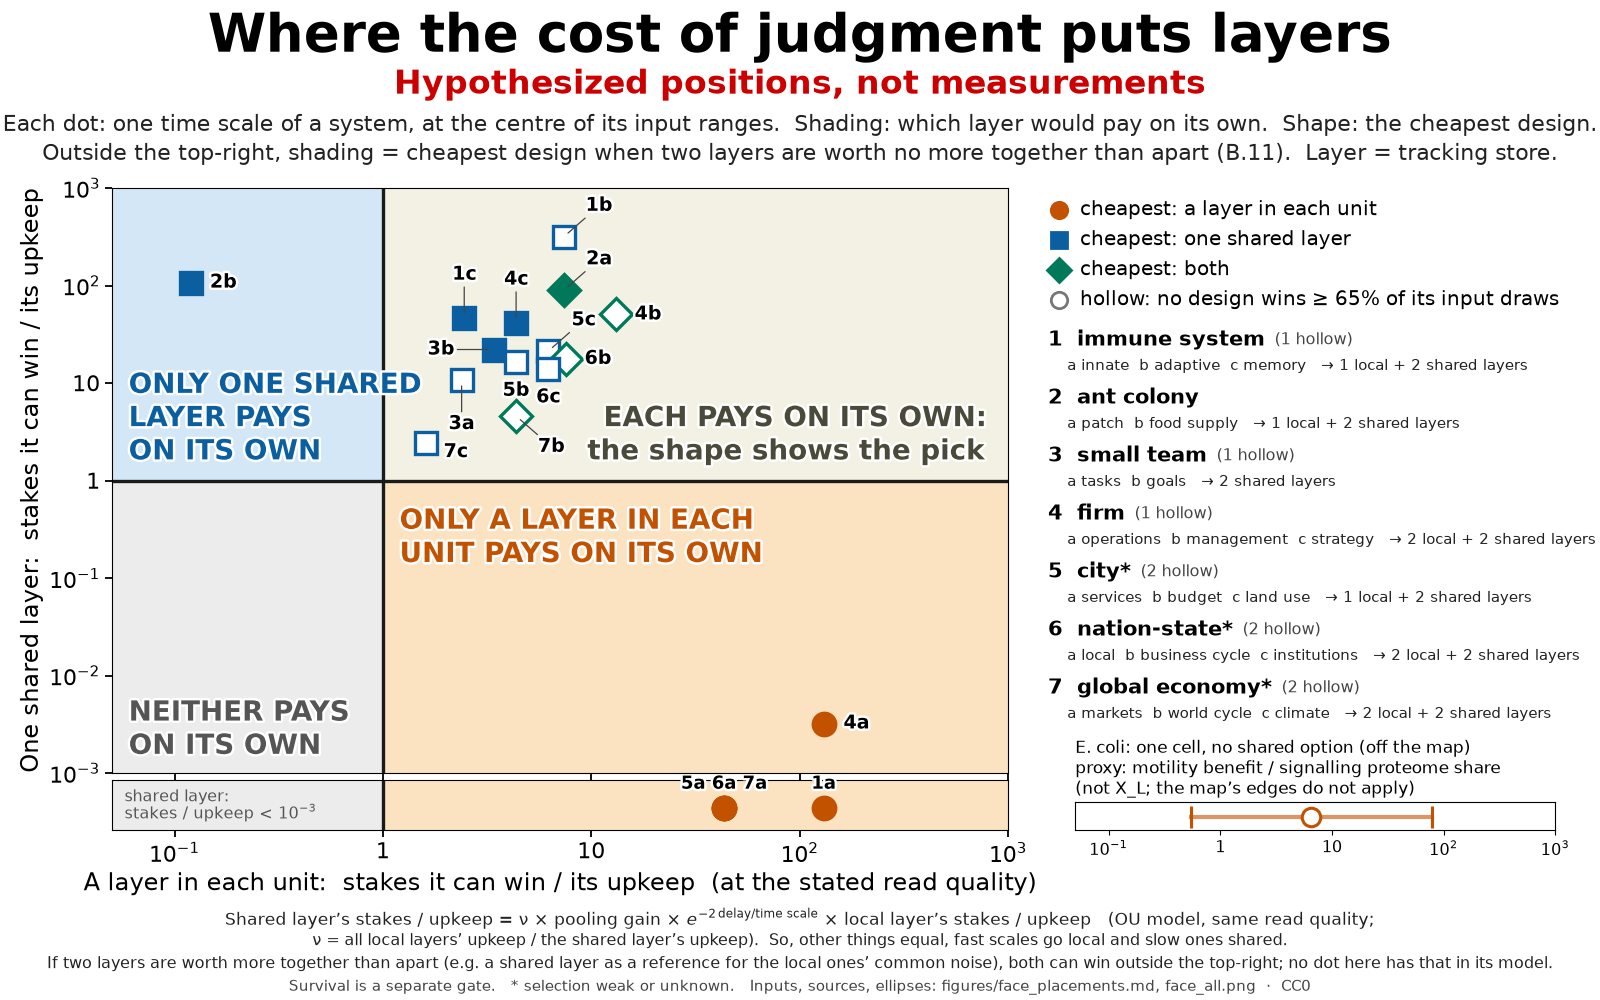 Where the cost of judgment puts layers
Hypothesized positions, not measurements
Each dot: one time scale of a system, at the centre of its input ranges.  Shading: which layer would pay on its own.  Shape: the cheapest design.
Outside the top-right, shading = cheapest design when two layers are worth no more together than apart (B.11).  Layer = tracking store.
One shared layer:  stakes it can win / its upkeep
10³
10²
10
1
10⁻¹
10⁻²
10⁻³
1b
2a
2b
1c
4c
4b
5c
3b
6b
5b
6c
3a
7b
7c
ONLY ONE SHARED
LAYER PAYS
ON ITS OWN
EACH PAYS ON ITS OWN:
the shape shows the pick
ONLY A LAYER IN EACH
UNIT PAYS ON ITS OWN
NEITHER PAYS
ON ITS OWN
4a
5a 6a 7a
1a
shared layer:
stakes / upkeep < 10⁻³
10⁻¹
1
10
10²
10³
A layer in each unit:  stakes it can win / its upkeep  (at the stated read quality)
cheapest: a layer in each unit
cheapest: one shared layer
cheapest: both
hollow: no design wins ≥ 65% of its input draws
1 immune system (1 hollow)
a innate  b adaptive  c memory  → 1 local + 2 shared layers
2 ant colony
a patch  b food supply  → 1 local + 2 shared layers
3 small team (1 hollow)
a tasks  b goals  → 2 shared layers
4 firm (1 hollow)
a operations  b management  c strategy  → 2 local + 2 shared layers
5 city* (2 hollow)
a services  b budget  c land use  → 1 local + 2 shared layers
6 nation-state* (2 hollow)
a local  b business cycle  c institutions  → 2 local + 2 shared layers
7 global economy* (2 hollow)
a markets  b world cycle  c climate  → 2 local + 2 shared layers
E. coli: one cell, no shared option (off the map)
proxy: motility benefit / signalling proteome share
(not X_L; the map’s edges do not apply)
10⁻¹
1
10
10²
10³
Shared layer’s stakes / upkeep = ν × pooling gain × e⁻² ᵈᵉˡᵃʸ/ᵗⁱᵐᵉ ˢᶜᵃˡᵉ × local layer’s stakes / upkeep  (OU model, same read quality;
ν = all local layers’ upkeep / the shared layer’s upkeep).  So, other things equal, fast scales go local and slow ones shared.
If two layers are worth more together than apart (e.g. a shared layer as a reference for the local ones’ common noise), both can win outside the top-right; no dot here has that in its model.
Survival is a separate gate.  * selection weak or unknown.  Inputs, sources, ellipses: figures/face_placements.md, face_all.png · CC0